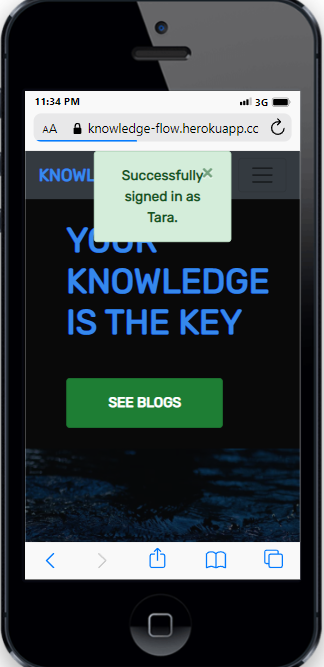 11:34 PM
3G
AA
knowledge-flow.herokuapp.cc
KNOWL
Successfully
signed in as
Tara.
×
YOUR
KNOWLEDGE
IS THE KEY
SEE BLOGS